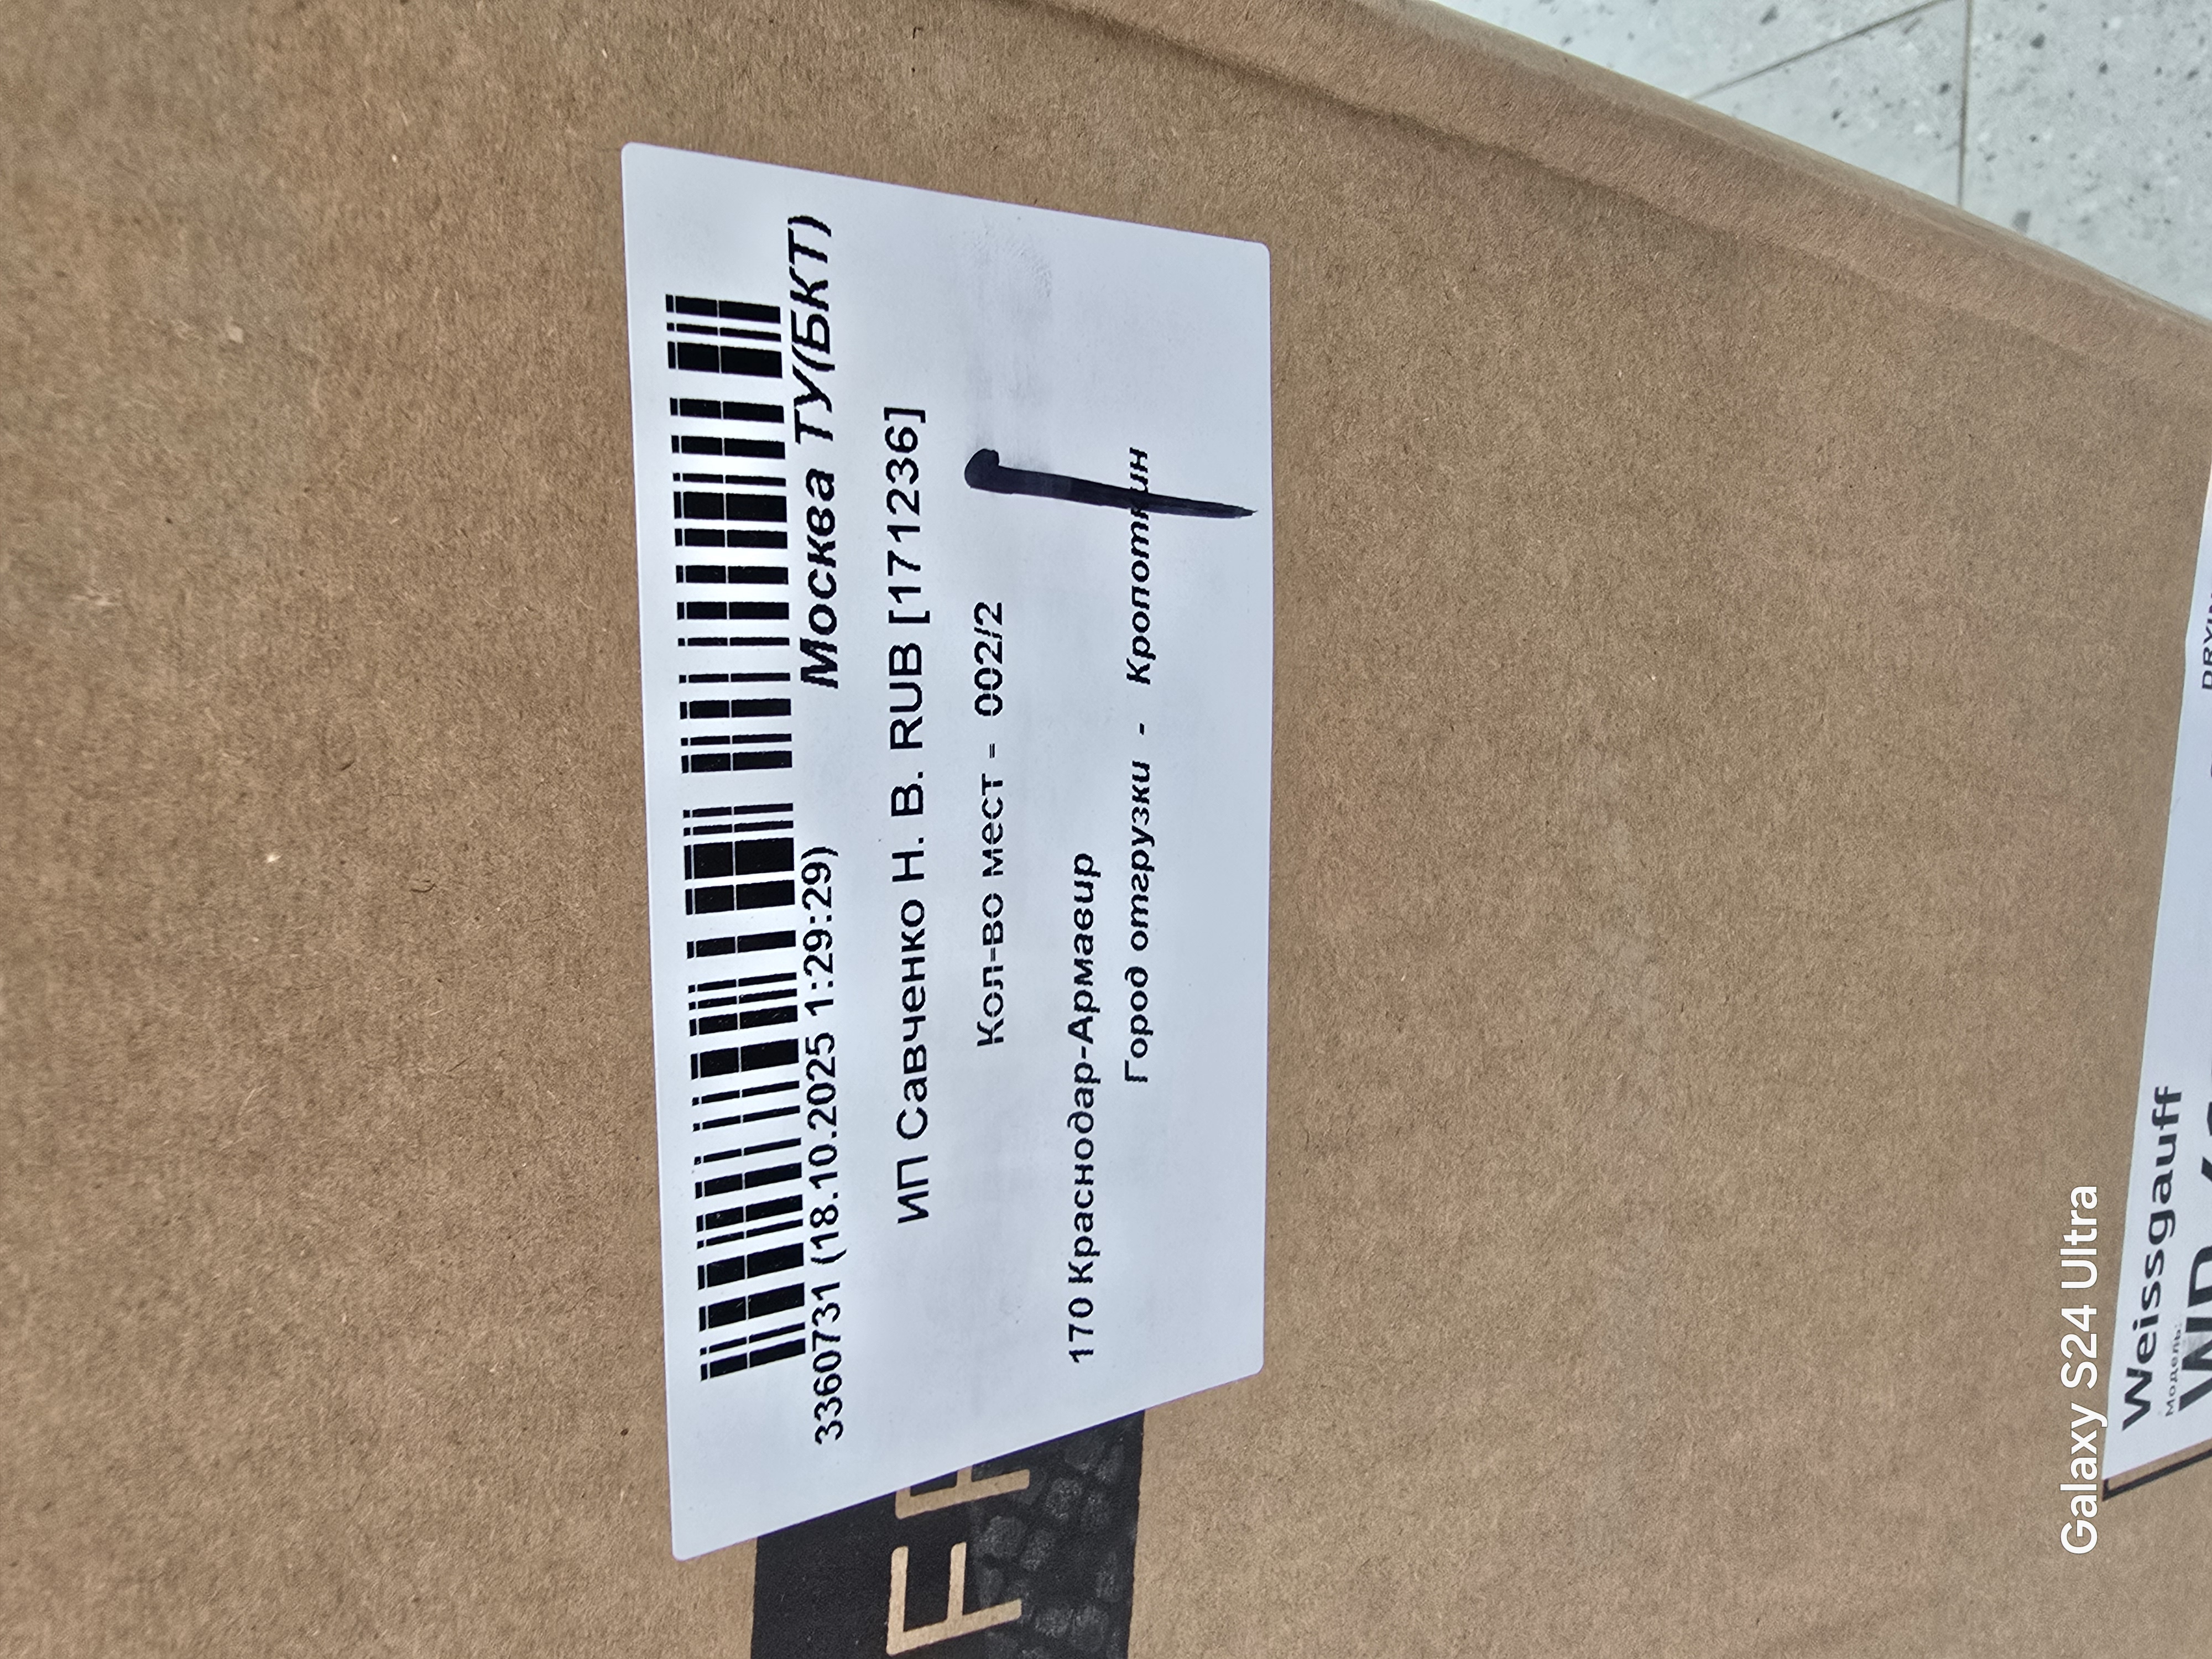 Москва ТУ(БКТ)
3360731 (18.10.2025 1:29:29)
ИП Савченко Н. В. RUB [171236]
Кол-во мест = 002/2
170 Краснодар-Армавир
Город отгрузки - Кропоткин
Weissgauff
Модель:
Galaxy S24 Ultra